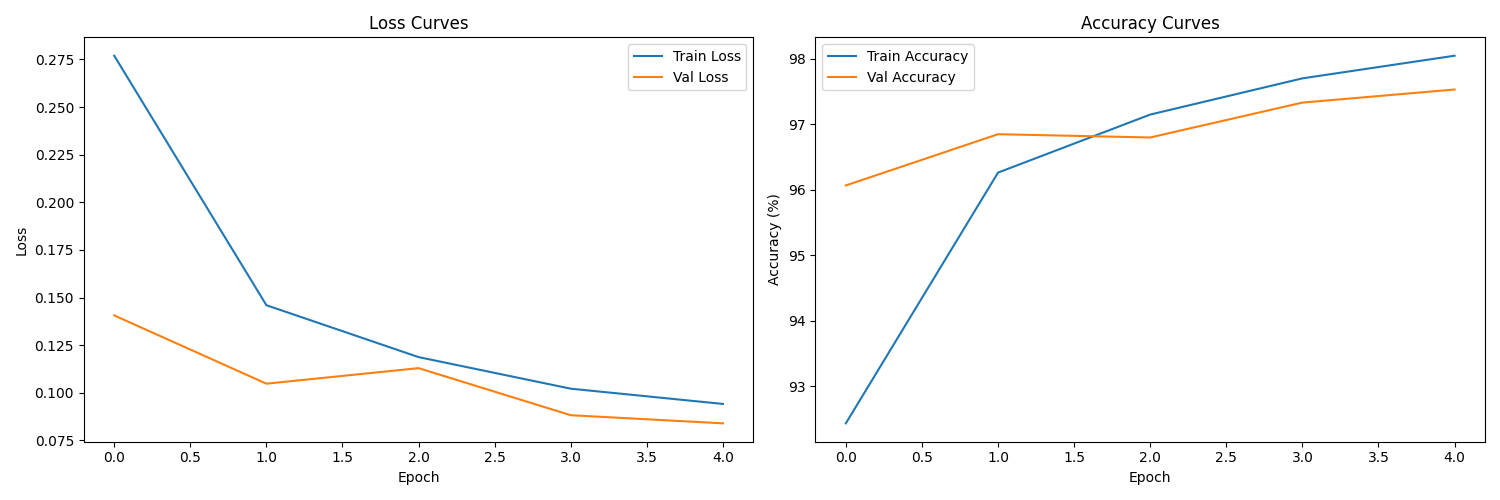 Loss Curves
Train Loss
Val Loss
0.275
0.250
0.225
0.200
0.175
0.150
0.125
0.100
0.075
Loss
0.0 0.5 1.0 1.5 2.0 2.5 3.0 3.5 4.0
Epoch
Accuracy Curves
Train Accuracy
Val Accuracy
98
97
96
95
94
93
Accuracy (%)
0.0 0.5 1.0 1.5 2.0 2.5 3.0 3.5 4.0
Epoch